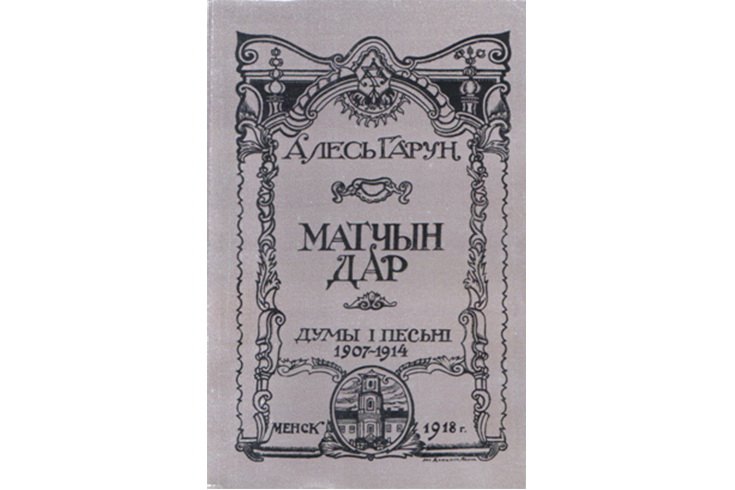 АЛЕСЬ ГАРУН
МАТЧЫН
ДАР
ДУМЫ І ПЕСЬНІ
1907-1914
МЕНСК 1918 г.